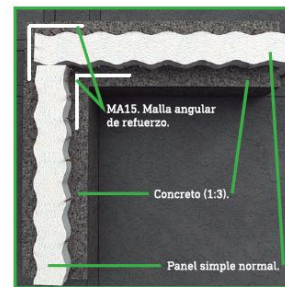 MA15. Malla angular
de refuerzo.
Concreto (1:3).
Panel simple normal.